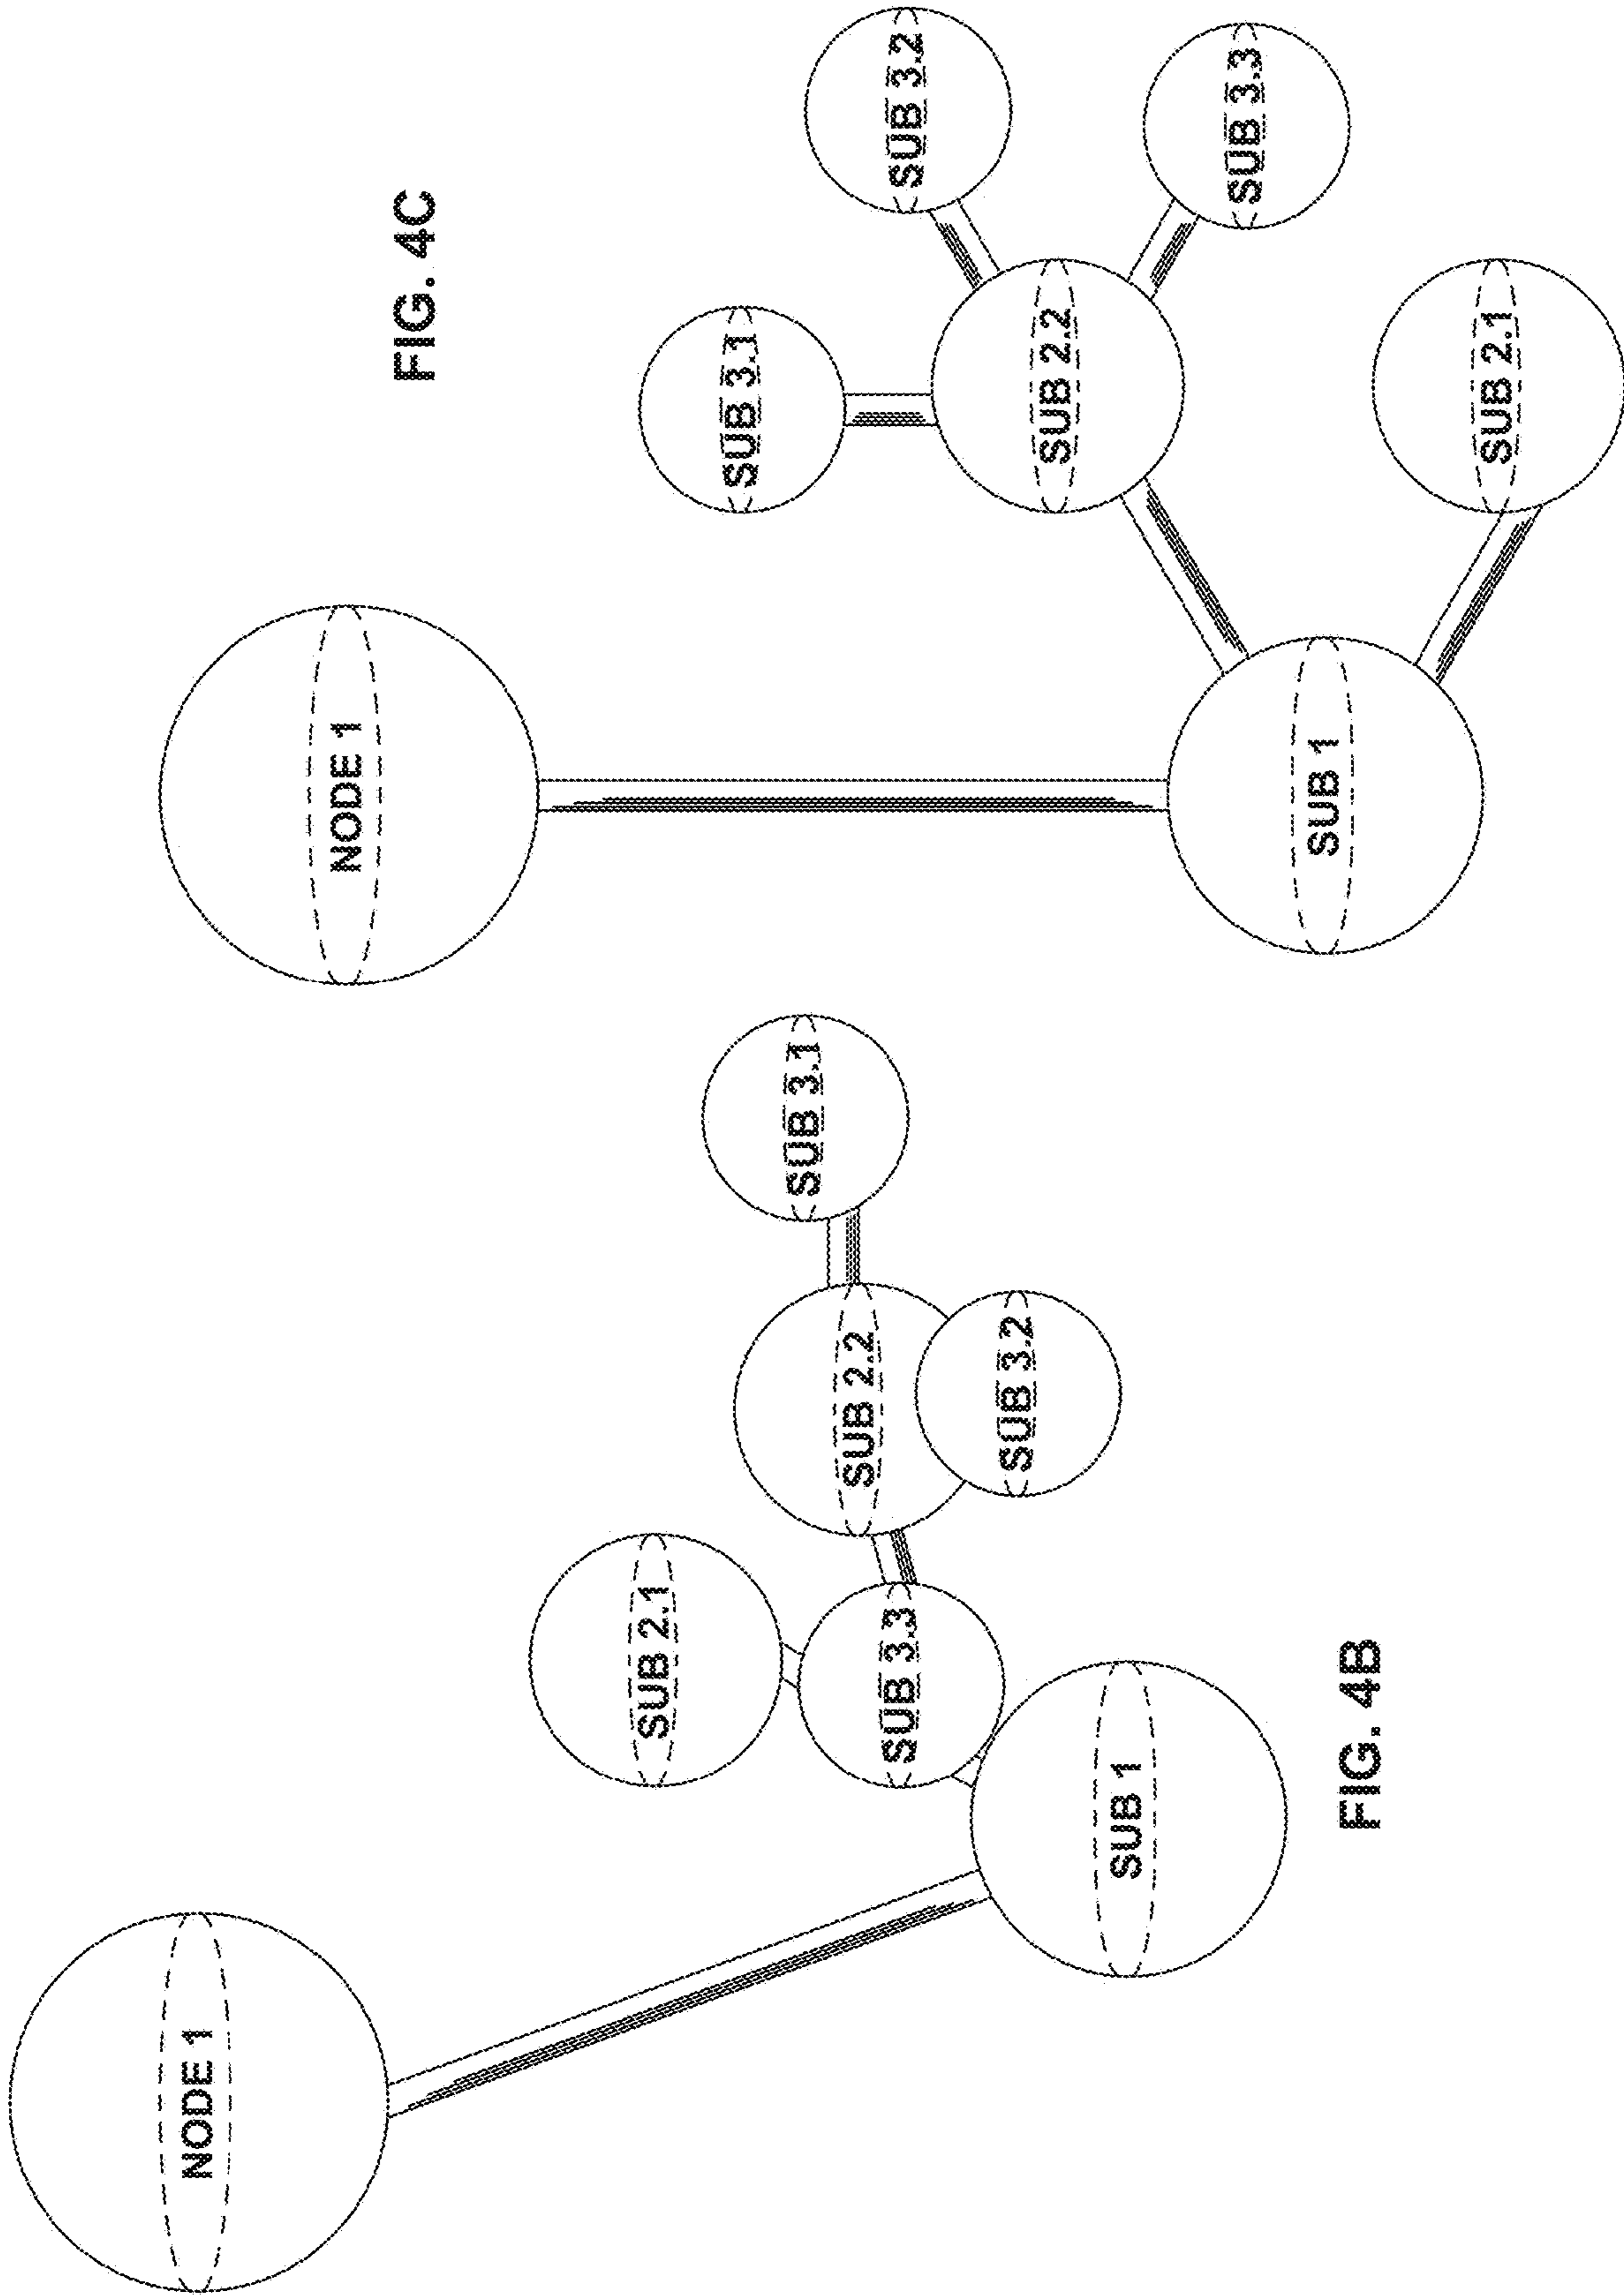 NODE 1
SUB 1
SUB 2.1
SUB 3.3
SUB 2.2
SUB 3.2
SUB 3.1
FIG. 4B
NODE 1
SUB 1
SUB 3.1
SUB 2.2
SUB 2.1
SUB 3.2
SUB 3.3
FIG. 4C